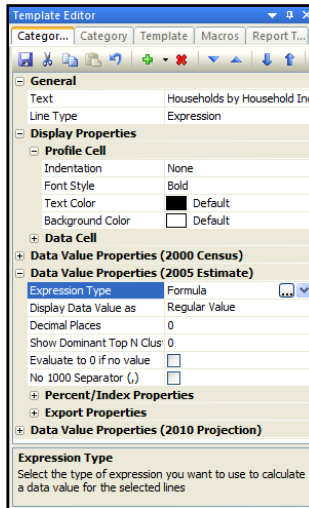 Template Editor
Categor... Category Template Macros Report T...
General
Text Households by Household Inc
Line Type Expression
Display Properties
Profile Cell
Indentation None
Font Style Bold
Text Color Default
Background Color Default
Data Cell
Data Value Properties (2000 Census)
Data Value Properties (2005 Estimate)
Expression Type Formula ...
Display Data Value as Regular Value
Decimal Places 0
Show Dominant Top N Clus 0
Evaluate to 0 if no value
No 1000 Separator (,)
Percent/Index Properties
Export Properties
Data Value Properties (2010 Projection)
Expression Type
Select the type of expression you want to use to calculate
a data value for the selected lines